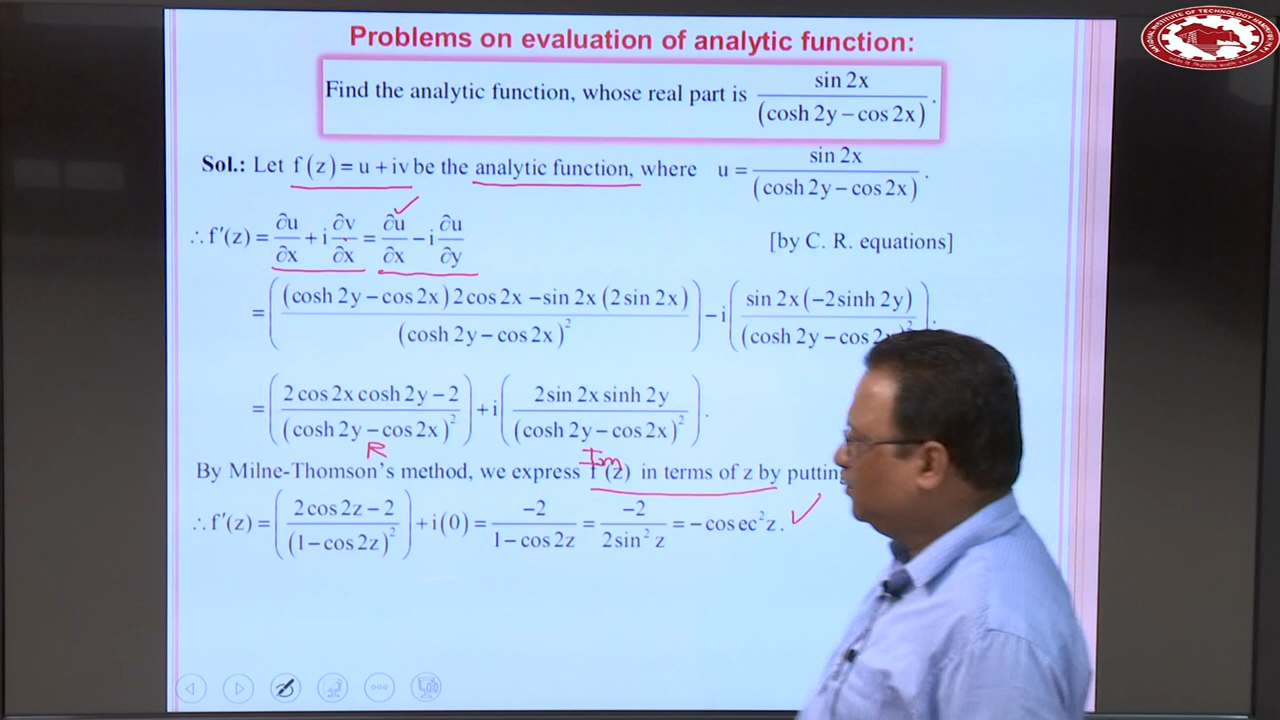 Problems on evaluation of analytic function:
Find the analytic function, whose real part is sin 2x / (cosh 2y − cos 2x).
Sol.: Let f(z) = u + iv be the analytic function, where u = sin 2x / (cosh 2y − cos 2x).
∴ f′(z) = ∂u/∂x + i ∂v/∂x = ∂u/∂x − i ∂u/∂y [by C. R. equations]
= ( (cosh 2y − cos 2x) 2 cos 2x − sin 2x (2 sin 2x) / (cosh 2y − cos 2x)² ) − i ( sin 2x (−2 sinh 2y) / (cosh 2y − cos 2x)² ).
= ( 2 cos 2x cosh 2y − 2 / (cosh 2y − cos 2x)² ) + i ( 2 sin 2x sinh 2y / (cosh 2y − cos 2x)² ).
R Im
By Milne-Thomson's method, we express f′(z) in terms of z by putting
∴ f′(z) = ( 2 cos 2z − 2 / (1 − cos 2z)² ) + i(0) = −2 / 1 − cos 2z = −2 / 2 sin² z = −cosec² z.